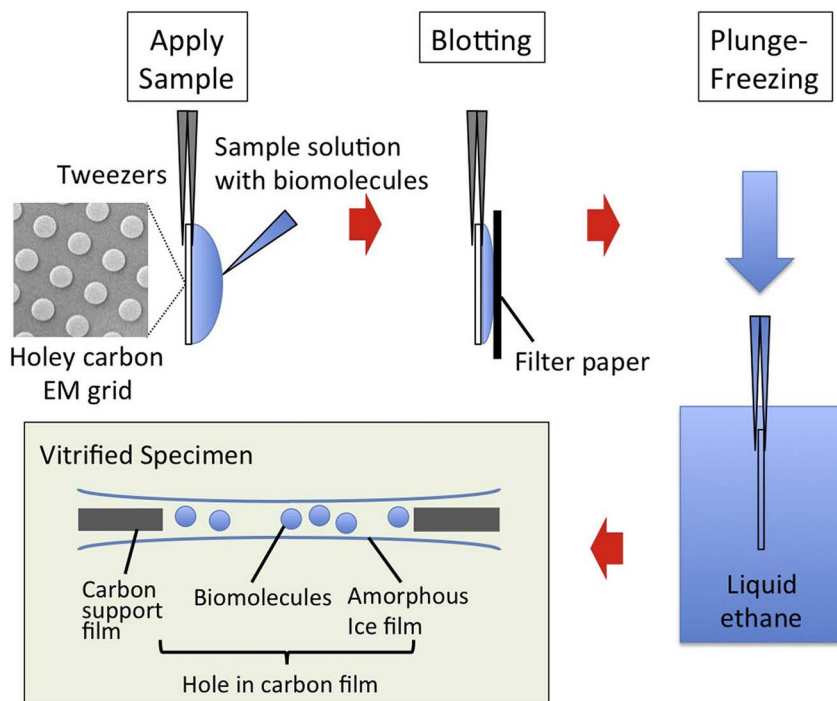 Apply
Sample
Blotting
Plunge-
Freezing
Tweezers
Sample solution
with biomolecules
Holey carbon
EM grid
Filter paper
Liquid
ethane
Vitrified Specimen
Carbon
support
film
Biomolecules
Amorphous
Ice film
Hole in carbon film